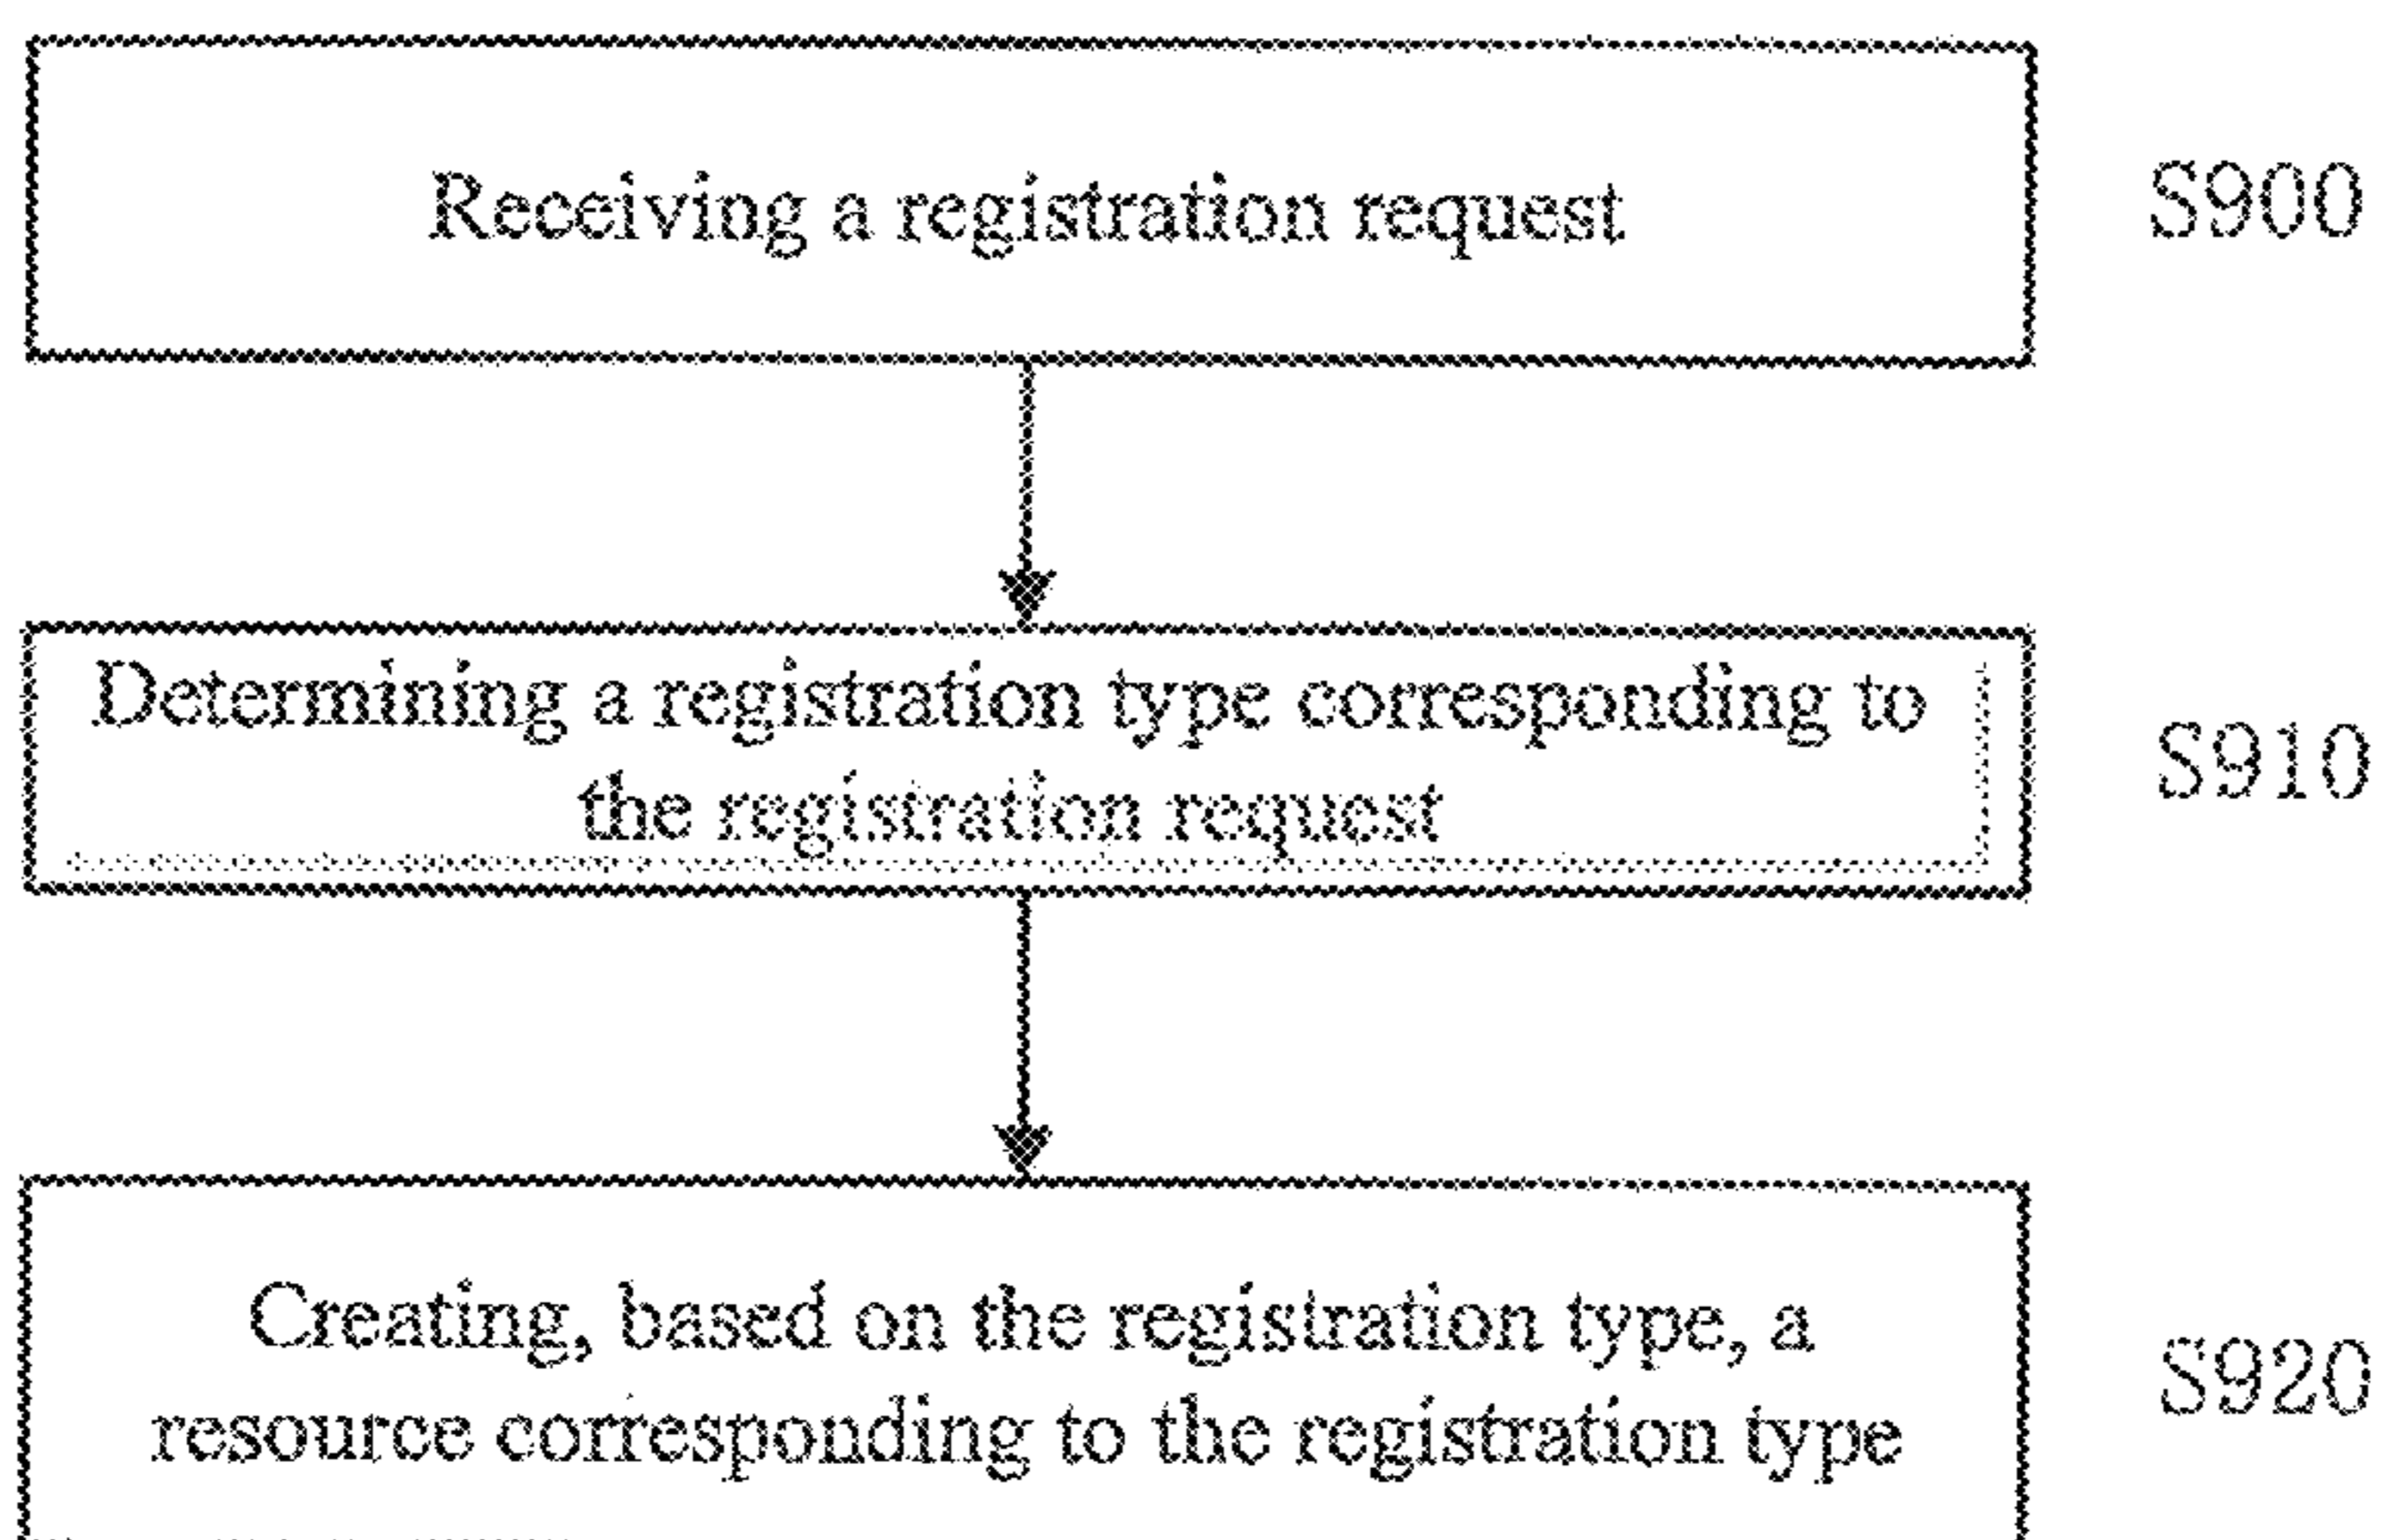 Receiving a registration request
S900
Determining a registration type corresponding to
the registration request
S910
Creating, based on the registration type, a
resource corresponding to the registration type
S920